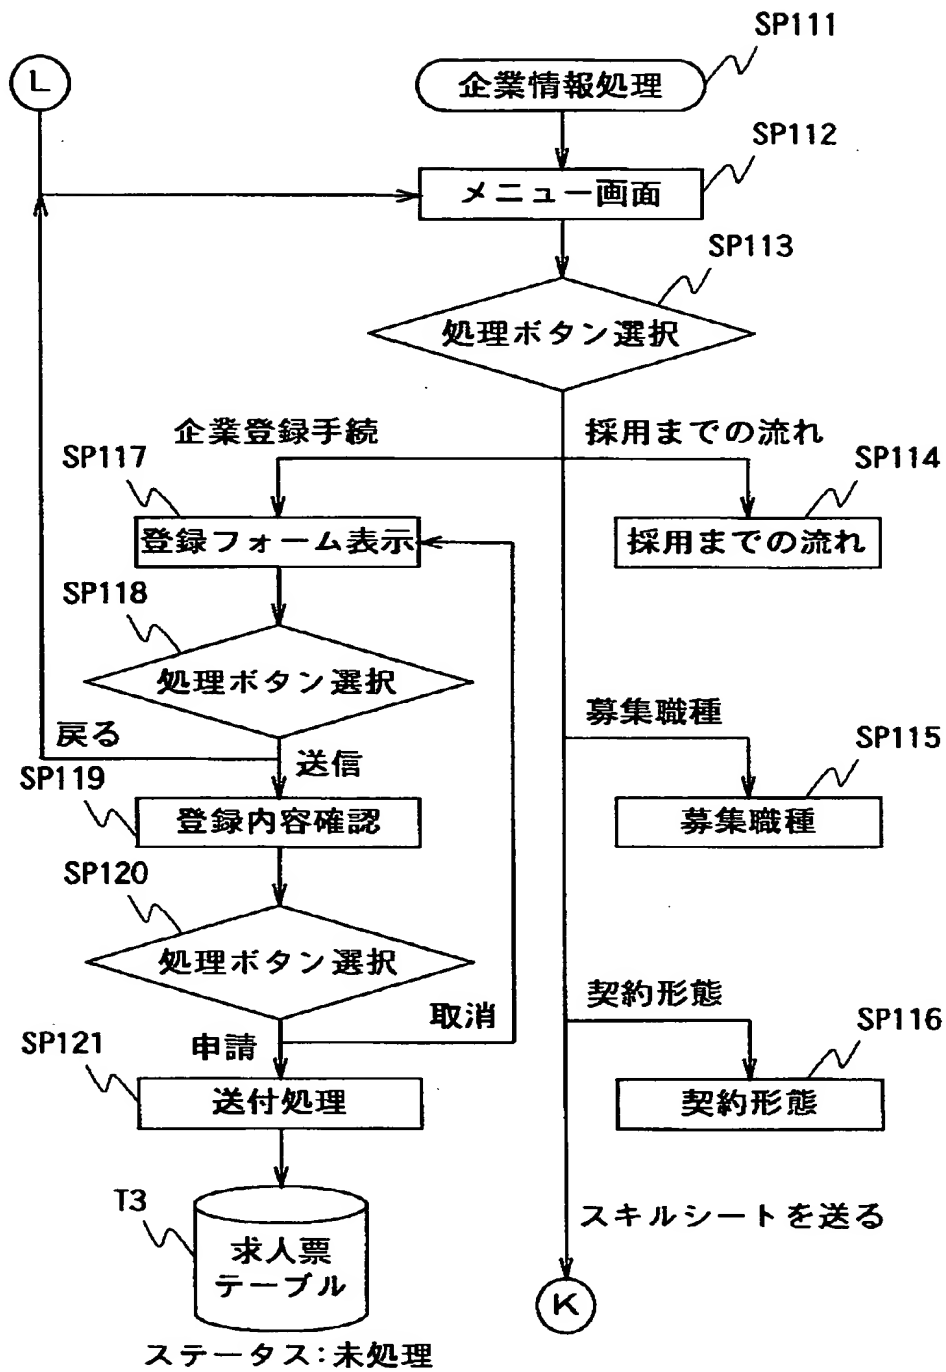 SP111
L
企業情報処理
SP112
メニュー画面
SP113
処理ボタン選択
企業登録手続
採用までの流れ
SP117
SP114
登録フォーム表示
採用までの流れ
SP118
処理ボタン選択
戻る
送信
募集職種
SP115
SP119
登録内容確認
募集職種
SP120
処理ボタン選択
取消
契約形態
SP116
申請
SP121
送付処理
契約形態
T3
スキルシートを送る
求人票
テーブル
K
ステータス:未処理